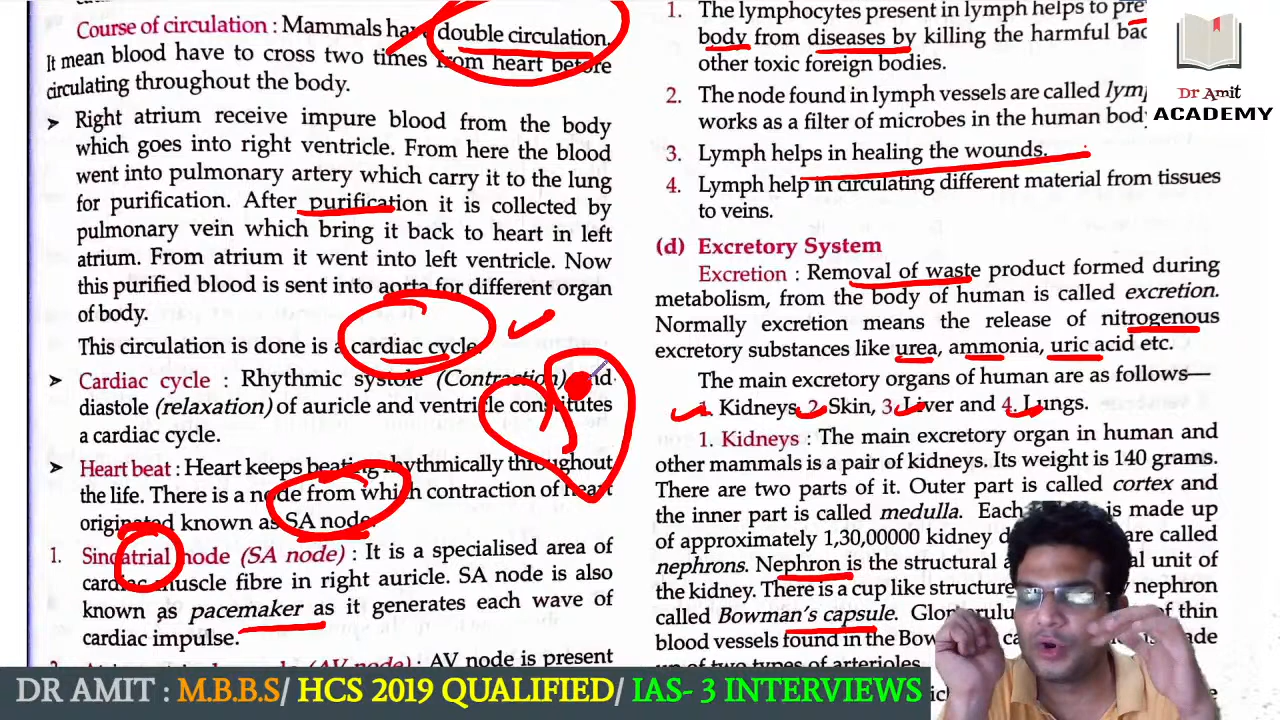 Course of circulation : Mammals have double circulation.
It mean blood have to cross two times from heart before
circulating throughout the body.
➤ Right atrium receive impure blood from the body
which goes into right ventricle. From here the blood
went into pulmonary artery which carry it to the lung
for purification. After purification it is collected by
pulmonary vein which bring it back to heart in left
atrium. From atrium it went into left ventricle. Now
this purified blood is sent into aorta for different organ
of body.
This circulation is done is a cardiac cycle.
➤ Cardiac cycle : Rhythmic systole (Contraction) and
diastole (relaxation) of auricle and ventricle constitutes
a cardiac cycle.
➤ Heart beat : Heart keeps beating rhythmically throughout
the life. There is a node from which contraction of heart
originated known as SA node.
1. Sinoatrial node (SA node) : It is a specialised area of
cardiac muscle fibre in right auricle. SA node is also
known as pacemaker as it generates each wave of
cardiac impulse.
AV node is present
1. The lymphocytes present in lymph helps to
body from diseases by killing the harmful
other toxic foreign bodies.
2. The node found in lymph vessels are called
works as a filter of microbes in the human
3. Lymph helps in healing the wounds.
4. Lymph help in circulating different material from tissues
to veins.
(d) Excretory System
Excretion : Removal of waste product formed during
metabolism, from the body of human is called excretion.
Normally excretion means the release of nitrogenous
excretory substances like urea, ammonia, uric acid etc.
The main excretory organs of human are as follows—
1. Kidneys, 2. Skin, 3. Liver and 4. Lungs.
1. Kidneys : The main excretory organ in human and
other mammals is a pair of kidneys. Its weight is 140 grams.
There are two parts of it. Outer part is called cortex and
the inner part is called medulla. Each is made up
of approximately 1,30,00000 kidney are called
nephrons. Nephron is the structural unit of
the kidney. There is a cup like structure nephron
called Bowman's capsule. of thin
blood vessels found in the
up of two types of arterioles.
Dr Amit
ACADEMY
DR AMIT : M.B.B.S/ HCS 2019 QUALIFIED/ IAS- 3 INTERVIEWS